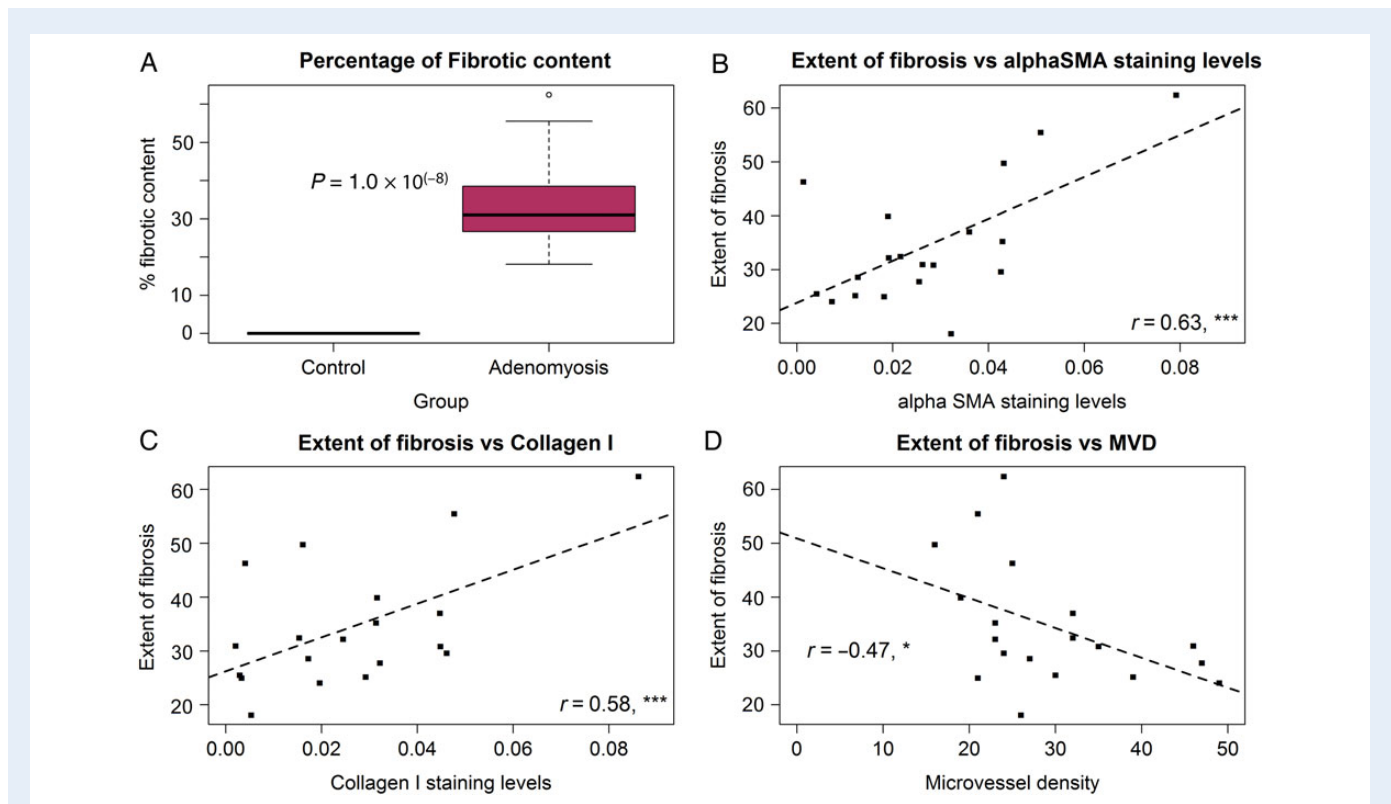 A
Percentage of Fibrotic content
% fibrotic content
50
30
10
0
P = 1.0 × 10(−8)
Control
Adenomyosis
Group
B
Extent of fibrosis vs alphaSMA staining levels
Extent of fibrosis
60
50
40
30
20
r = 0.63, ***
0.00 0.02 0.04 0.06 0.08
alpha SMA staining levels
C
Extent of fibrosis vs Collagen I
Extent of fibrosis
60
50
40
30
20
r = 0.58, ***
0.00 0.02 0.04 0.06 0.08
Collagen I staining levels
D
Extent of fibrosis vs MVD
Extent of fibrosis
60
50
40
30
20
r = −0.47, *
0 10 20 30 40 50
Microvessel density